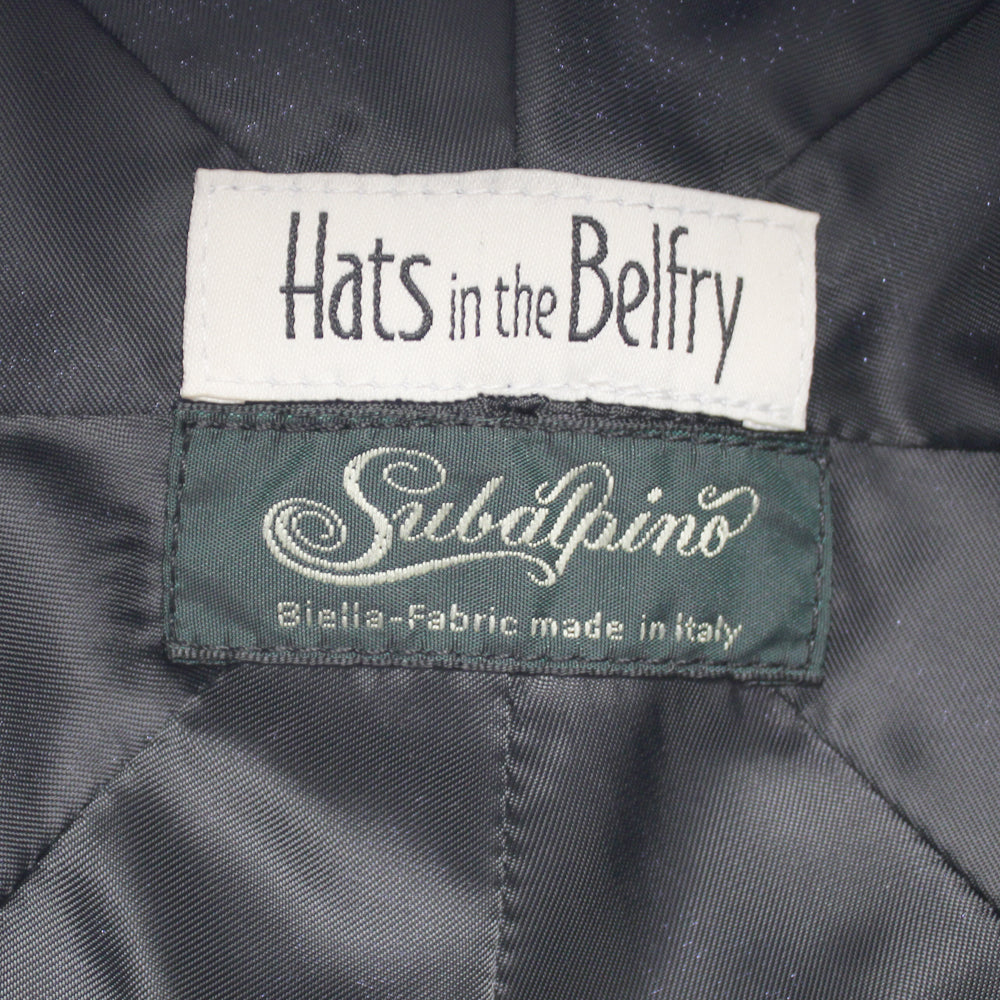 Hats in the Belfry
Subalpino
Biella-Fabric made in Italy